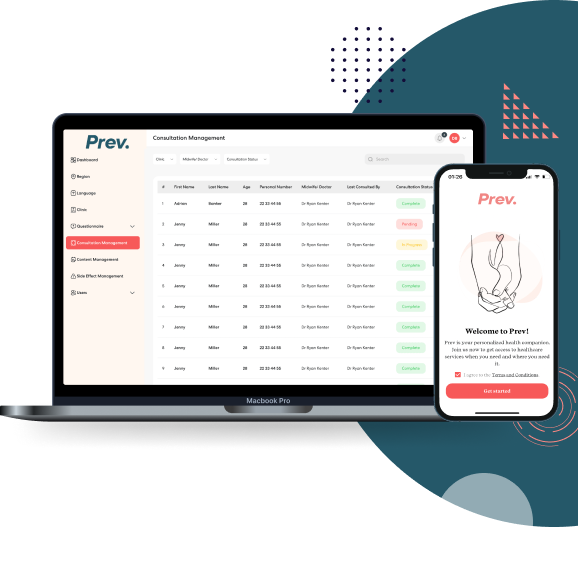 Prev.
Consultation Management
6
DS
Dashboard
Region
Language
Clinic
Questionnaire
Consultation Management
Content Management
Side Effect Management
Users
Clinic Midwife/ Doctor Consultation Status
Search
# First Name Last Name Age Personal Number Midwife/ Doctor Last Consulted By Consultation Status
1 Adrian Bember 28 22 33 44 55 Dr Ryan Kenter Dr Ryan Kenter Complete
2 Jenny Miller 28 22 33 44 55 Dr Ryan Kenter Dr Ryan Kenter Pending
3 Jenny Miller 28 22 33 44 55 Dr Ryan Kenter Dr Ryan Kenter In Process
4 Jenny Miller 28 22 33 44 55 Dr Ryan Kenter Dr Ryan Kenter Complete
5 Jenny Miller 28 22 33 44 55 Dr Ryan Kenter Dr Ryan Kenter Complete
6 Jenny Miller 28 22 33 44 55 Dr Ryan Kenter Dr Ryan Kenter Complete
7 Jenny Miller 28 22 33 44 55 Dr Ryan Kenter Dr Ryan Kenter Complete
8 Jenny Miller 28 22 33 44 55 Dr Ryan Kenter Dr Ryan Kenter Complete
9 Jenny Miller 28 22 33 44 55 Dr Ryan Kenter Dr Ryan Kenter Complete
Macbook Pro
01:26
Prev.
Welcome to Prev!
Prev is your personalised health companion.
Join us now to get access to healthcare
services when you need and where you need
it.
I agree to the Terms and Conditions
Get started